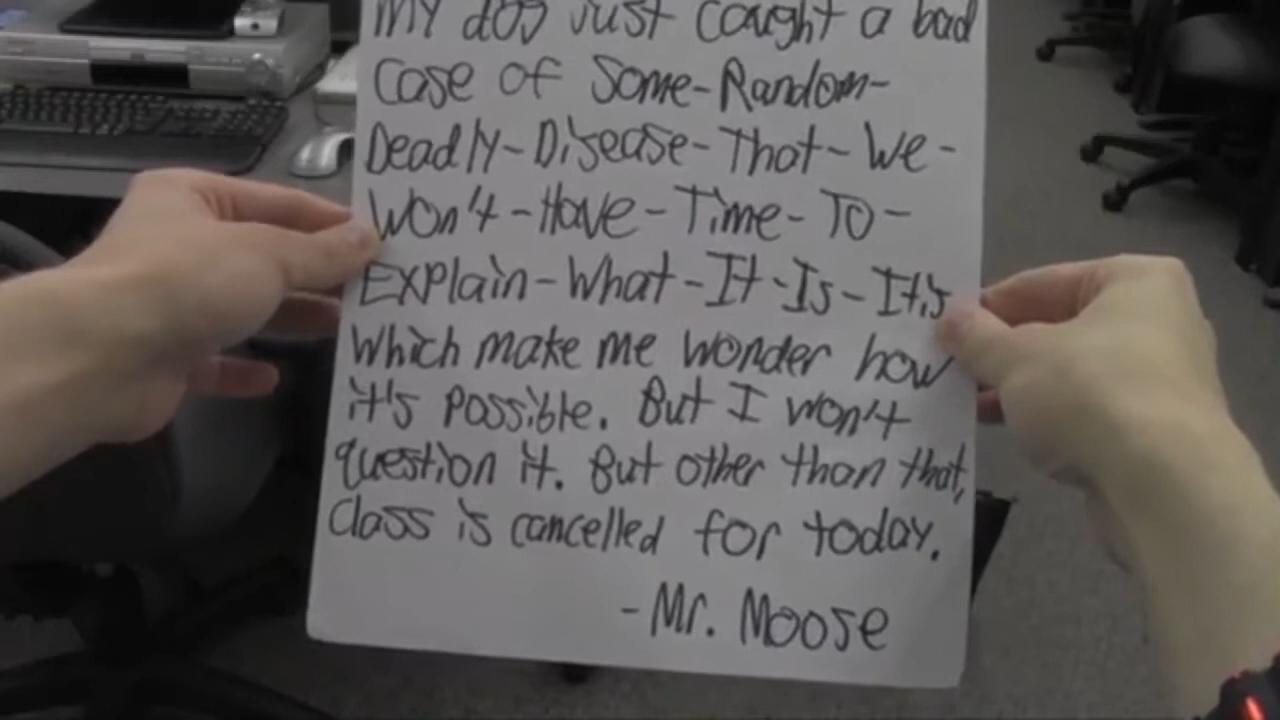 My dog just caught a bad
case of Some-Random-
Deadly-Disease-That-We-
Won't-Have-Time-To-
Explain-What-It-Is-It's
Which make me wonder how
it's possible. But I won't
question it. But other than that,
class is cancelled for today.
-Mr. Moose